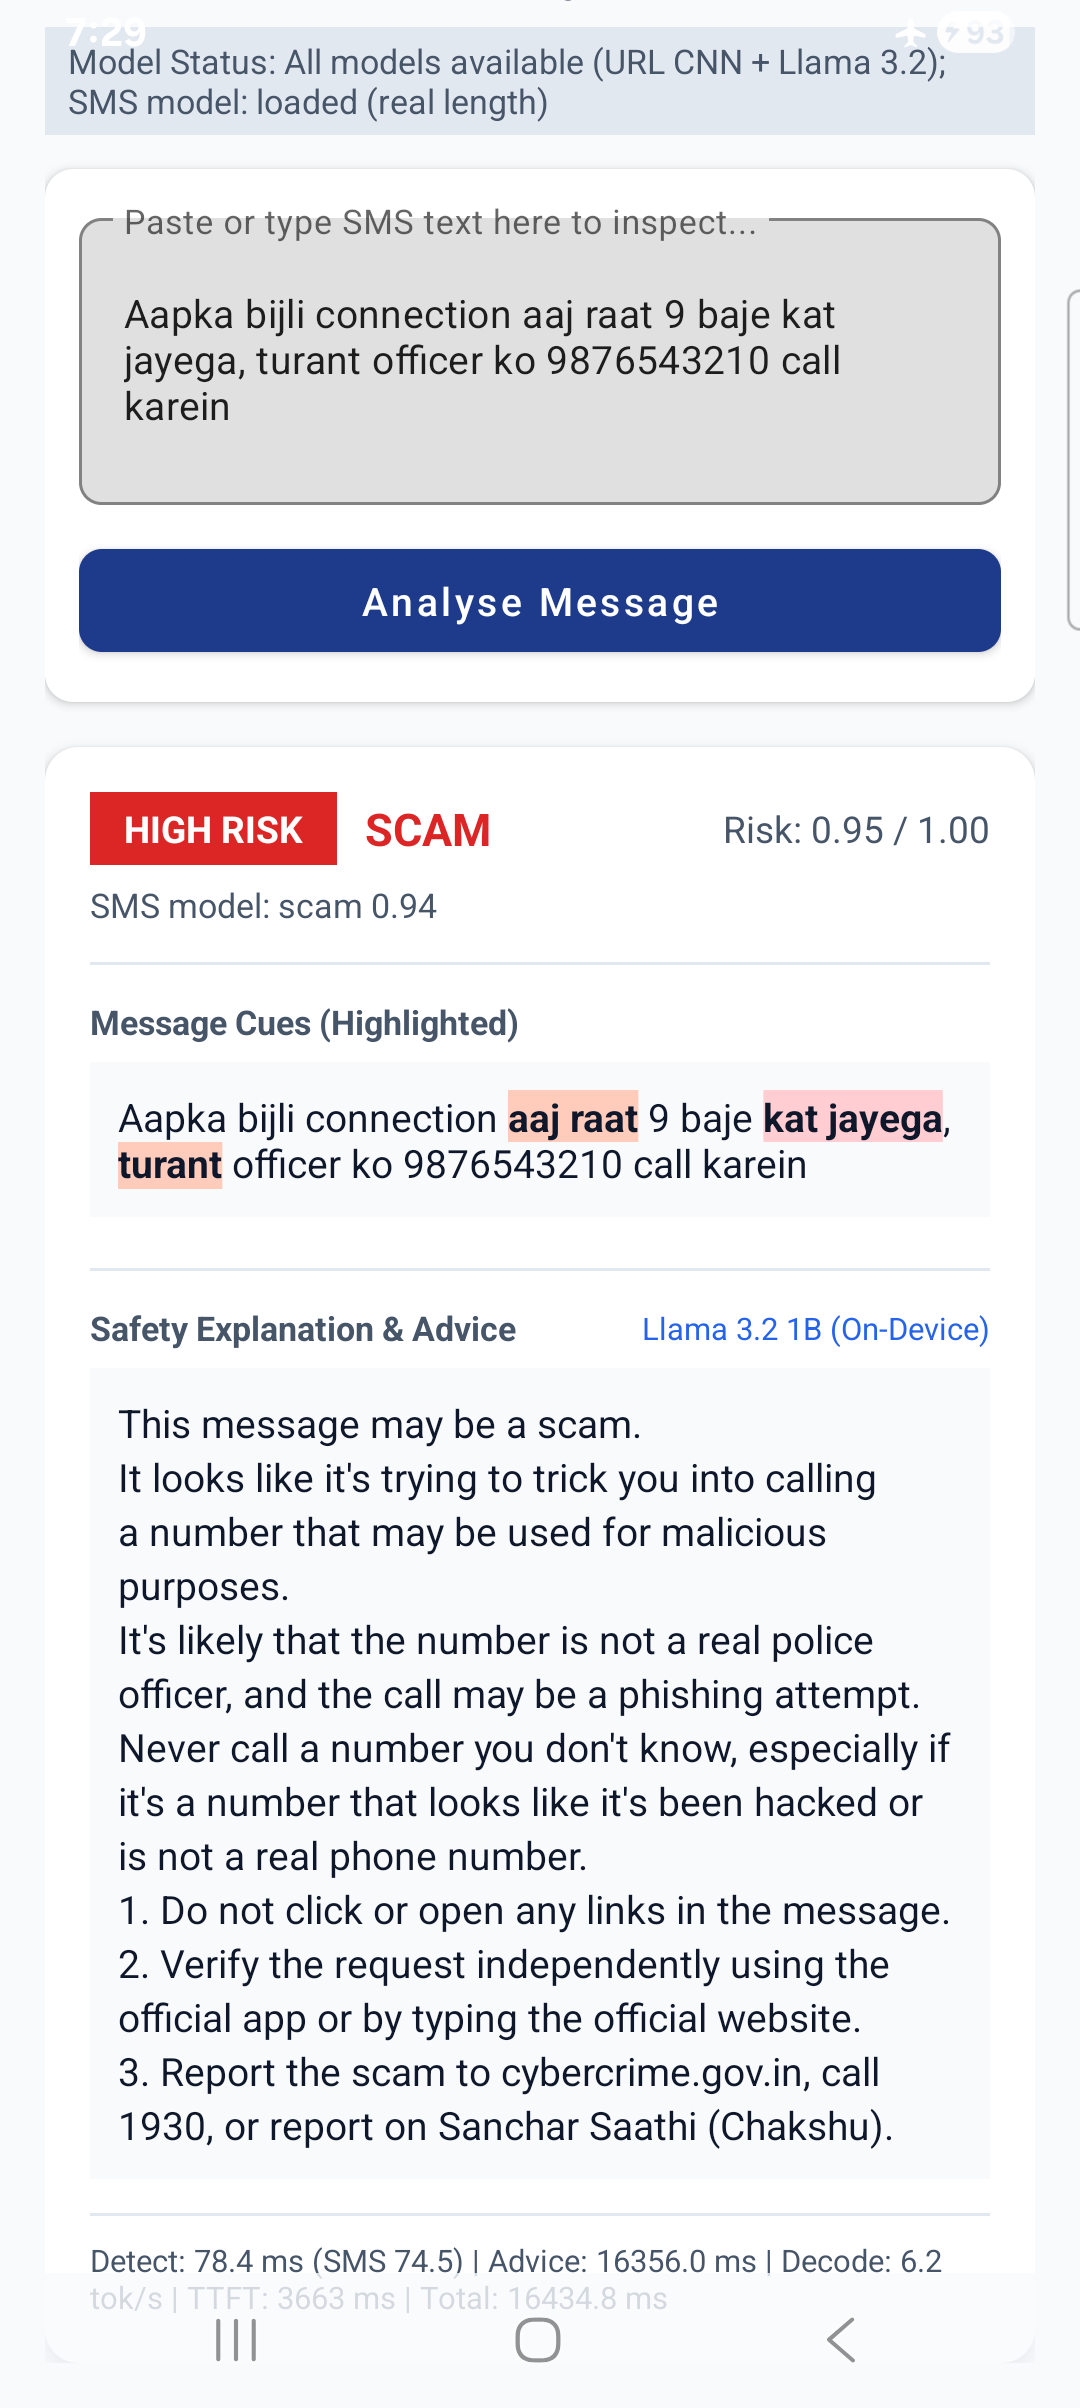 7:29
93
Model Status: All models available (URL CNN + Llama 3.2);
SMS model: loaded (real length)
Paste or type SMS text here to inspect...
Aapka bijli connection aaj raat 9 baje kat
jayega, turant officer ko 9876543210 call
karein
Analyse Message
HIGH RISK SCAM Risk: 0.95 / 1.00
SMS model: scam 0.94
Message Cues (Highlighted)
Aapka bijli connection aaj raat 9 baje kat jayega,
turant officer ko 9876543210 call karein
Safety Explanation & Advice Llama 3.2 1B (On-Device)
This message may be a scam.
It looks like it's trying to trick you into calling
a number that may be used for malicious
purposes.
It's likely that the number is not a real police
officer, and the call may be a phishing attempt.
Never call a number you don't know, especially if
it's a number that looks like it's been hacked or
is not a real phone number.
1. Do not click or open any links in the message.
2. Verify the request independently using the
official app or by typing the official website.
3. Report the scam to cybercrime.gov.in, call
1930, or report on Sanchar Saathi (Chakshu).
Detect: 78.4 ms (SMS 74.5) | Advice: 16356.0 ms | Decode: 6.2
tok/s | TTFT: 3663 ms | Total: 16434.8 ms